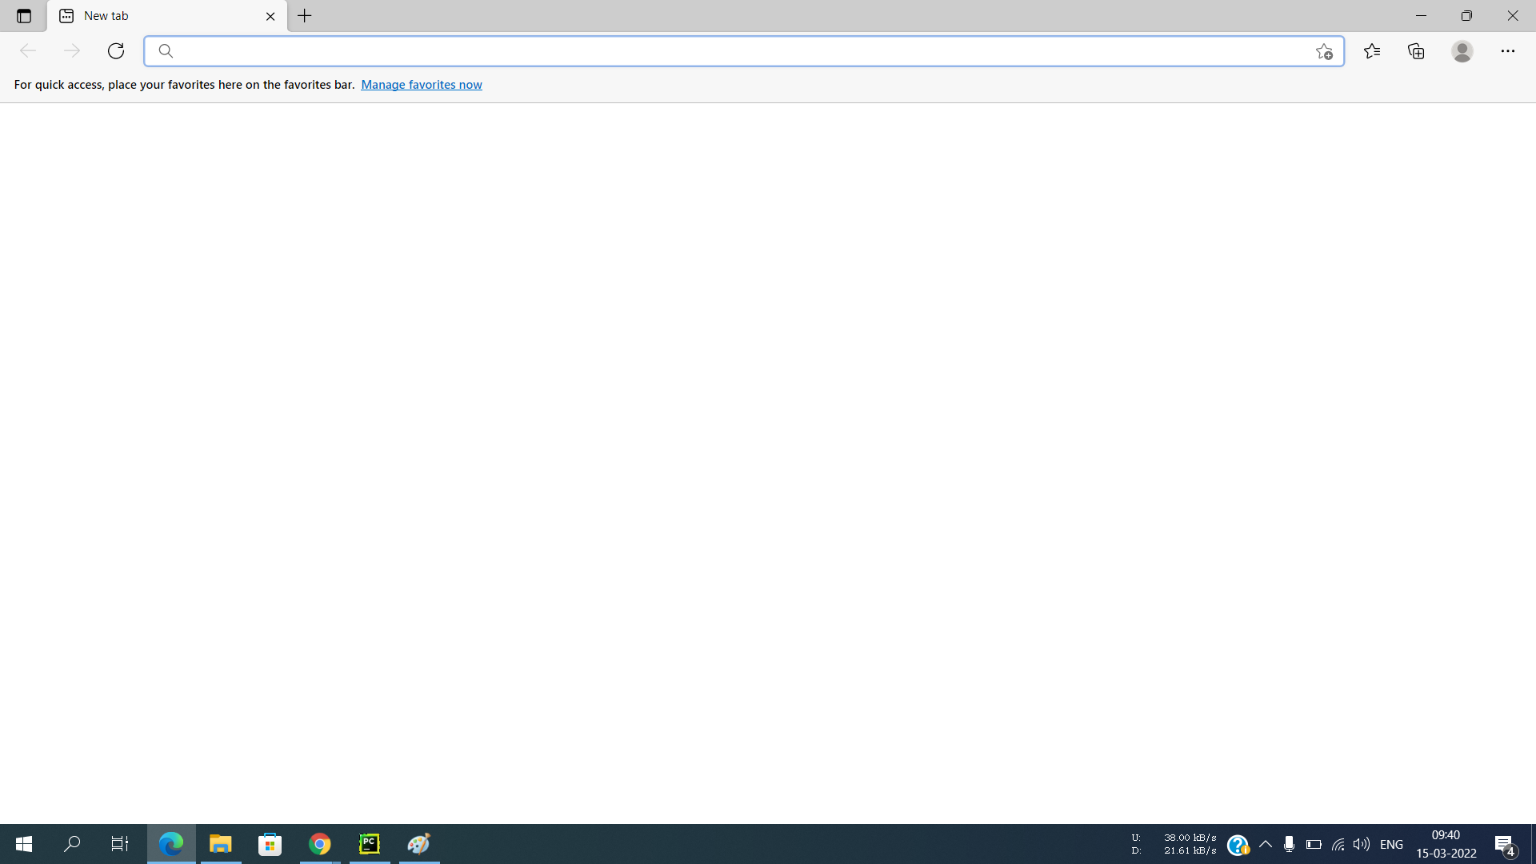 New tab
For quick access, place your favorites here on the favorites bar. Manage favorites now
PC
U: 38.00 kB/s
D: 21.61 kB/s
ENG
09:40
15-03-2022
4